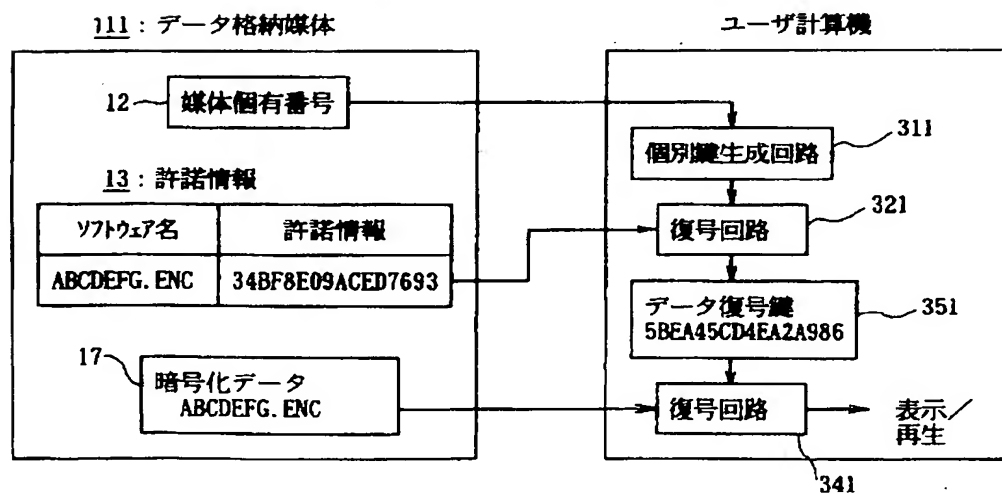 111：データ格納媒体
ユーザ計算機
12
媒体個有番号
311
個別鍵生成回路
13：許諾情報
321
復号回路
ソフトウェア名
許諾情報
ABCDEFG.ENC
34BF8E09ACED7693
データ復号鍵
5BEA45CD4EA2A986
351
17
暗号化データ
ABCDEFG.ENC
復号回路
表示／
再生
341